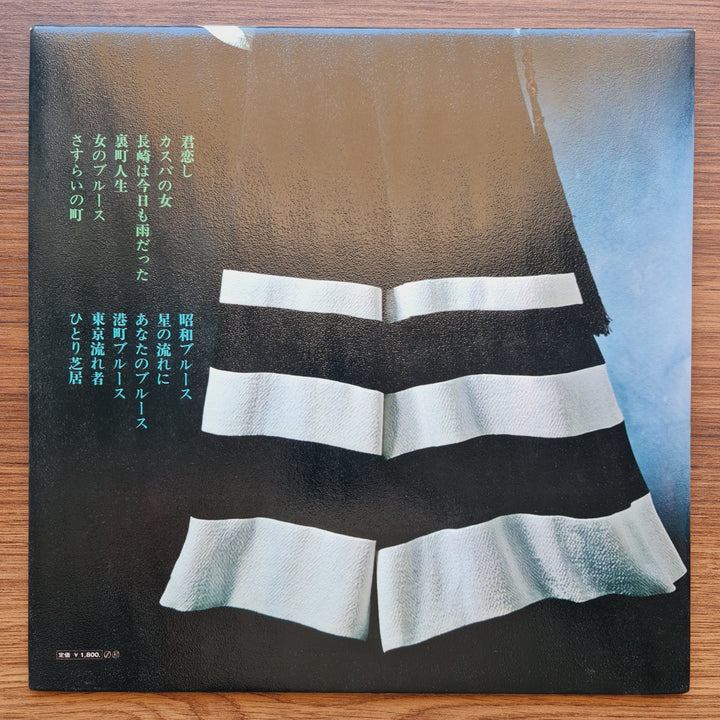 君恋し
カスバの女
長崎は今日も雨だった
裏町人生
女のブルース
さすらいの町
昭和ブルース
星の流れに
あなたのブルース
港町ブルース
東京流れ者
ひとり芝居
定価 ¥1,800.